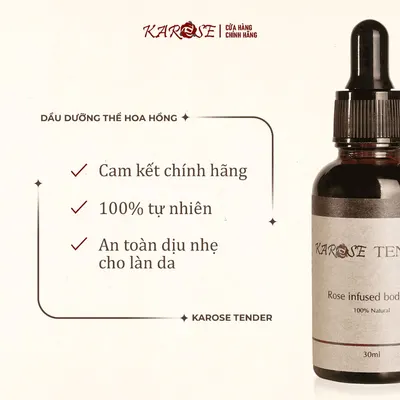 KAROSE
CỬA HÀNG
CHÍNH HÃNG
DẦU DƯỠNG THỂ HOA HỒNG
Cam kết chính hãng
100% tự nhiên
An toàn dịu nhẹ
cho làn da
KAROSE TENDER
KAROSE TEN
Rose infused bod
100% Natural
30ml